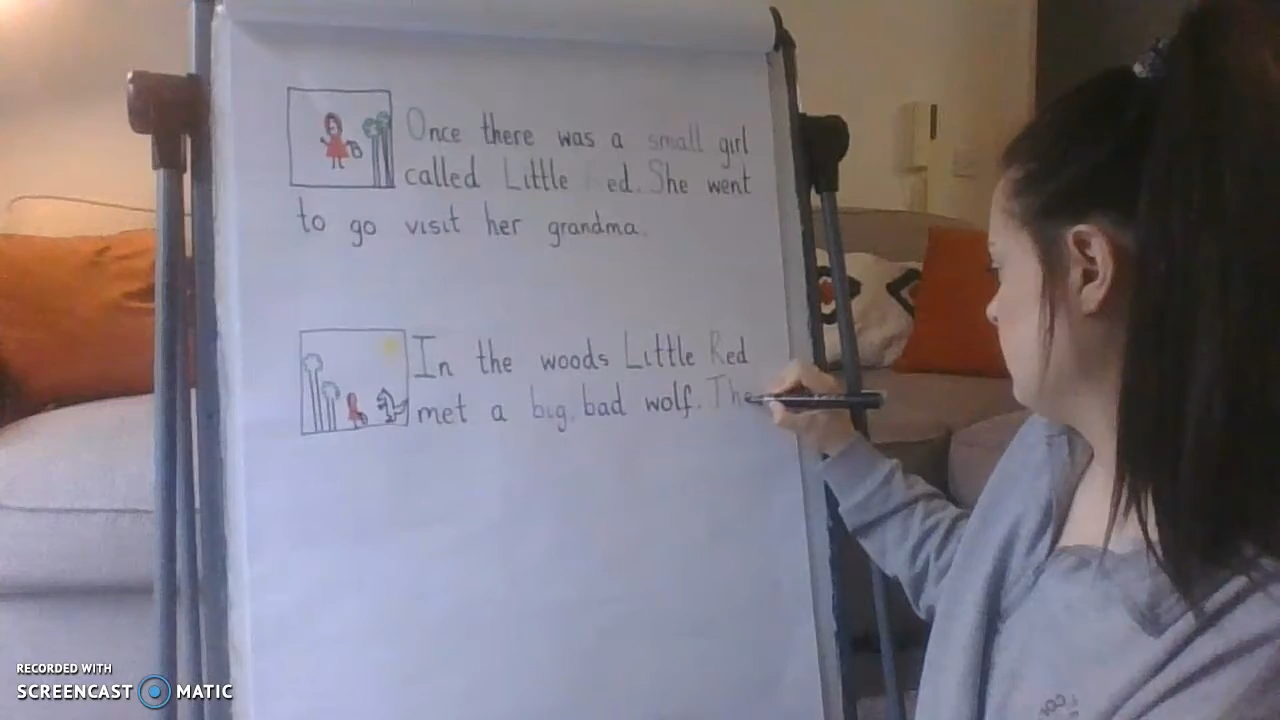 Once there was a small girl
called Little Red. She went
to go visit her grandma.
In the woods Little Red
met a big, bad wolf. The
RECORDED WITH
SCREENCAST MATIC